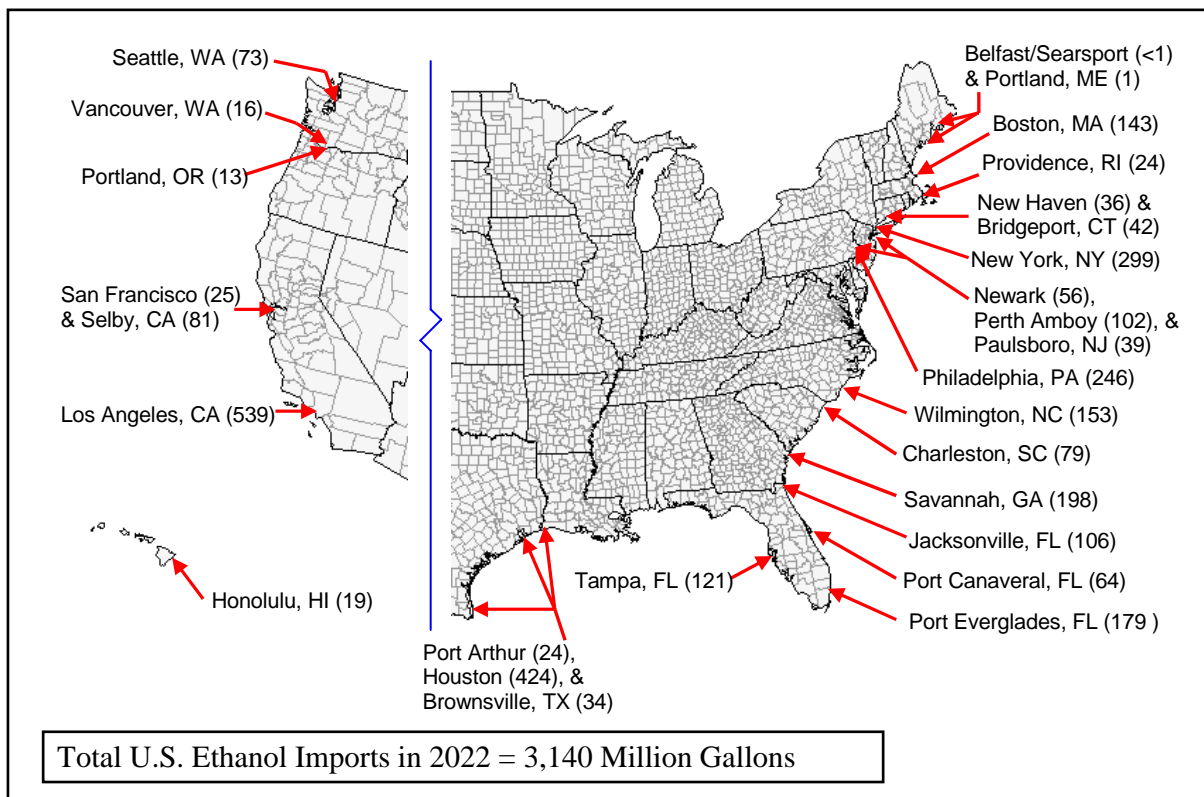 Seattle, WA (73)
Vancouver, WA (16)
Portland, OR (13)
San Francisco (25)
& Selby, CA (81)
Los Angeles, CA (539)
Honolulu, HI (19)
Belfast/Searsport (<1)
& Portland, ME (1)
Boston, MA (143)
Providence, RI (24)
New Haven (36) &
Bridgeport, CT (42)
New York, NY (299)
Newark (56),
Perth Amboy (102), &
Paulsboro, NJ (39)
Philadelphia, PA (246)
Wilmington, NC (153)
Charleston, SC (79)
Savannah, GA (198)
Jacksonville, FL (106)
Port Canaveral, FL (64)
Port Everglades, FL (179 )
Tampa, FL (121)
Port Arthur (24),
Houston (424), &
Brownsville, TX (34)
Total U.S. Ethanol Imports in 2022 = 3,140 Million Gallons